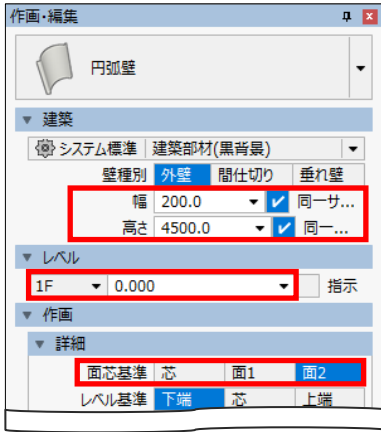 作画・編集
円弧壁
建築
システム標準 建築部材(黒背景)
壁種別 外壁 間仕切り 垂れ壁
幅 200.0 同一サ...
高さ 4500.0 同一...
レベル
1F 0.000 指示
作画
詳細
面芯基準 芯 面1 面2
レベル基準 下端 芯 上端